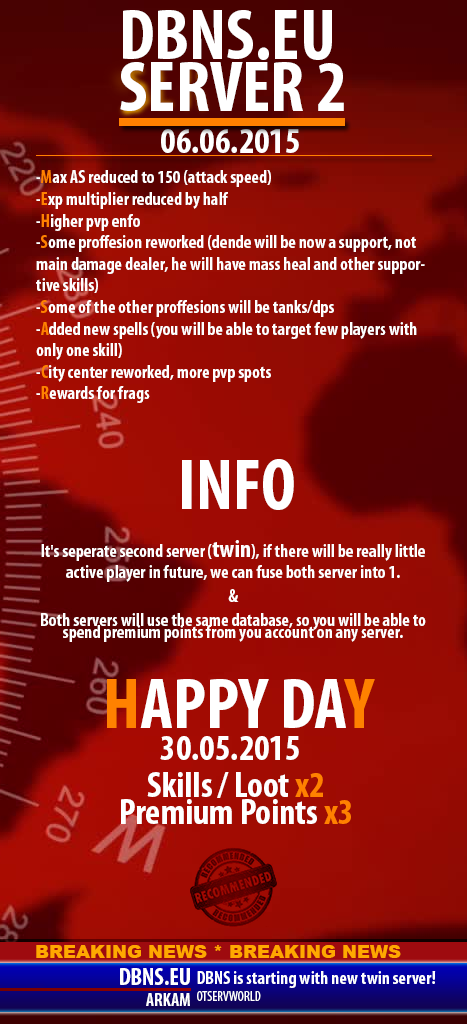 DBNS.EU
SERVER 2
06.06.2015
-Max AS reduced to 150 (attack speed)
-Exp multiplier reduced by half
-Higher pvp enfo
-Some proffesion reworked (dende will be now a support, not
main damage dealer, he will have mass heal and other suppor-
tive skills)
-Some of the other proffesions will be tanks/dps
-Added new spells (you will be able to target few players with
only one skill)
-City center reworked, more pvp spots
-Rewards for frags
220
230
240
INFO
It's seperate second server (twin), if there will be really little
active player in future, we can fuse both server into 1.
&
Both servers will use the same database, so you will be able to
spend premium points from you account on any server.
260
HAPPY DAY
30.05.2015
Skills / Loot x2
Premium Points x3
270
W
RECOMMENDED
BREAKING NEWS * BREAKING NEWS
DBNS.EU DBNS is starting with new twin server!
ARKAM OTSERVWORLD